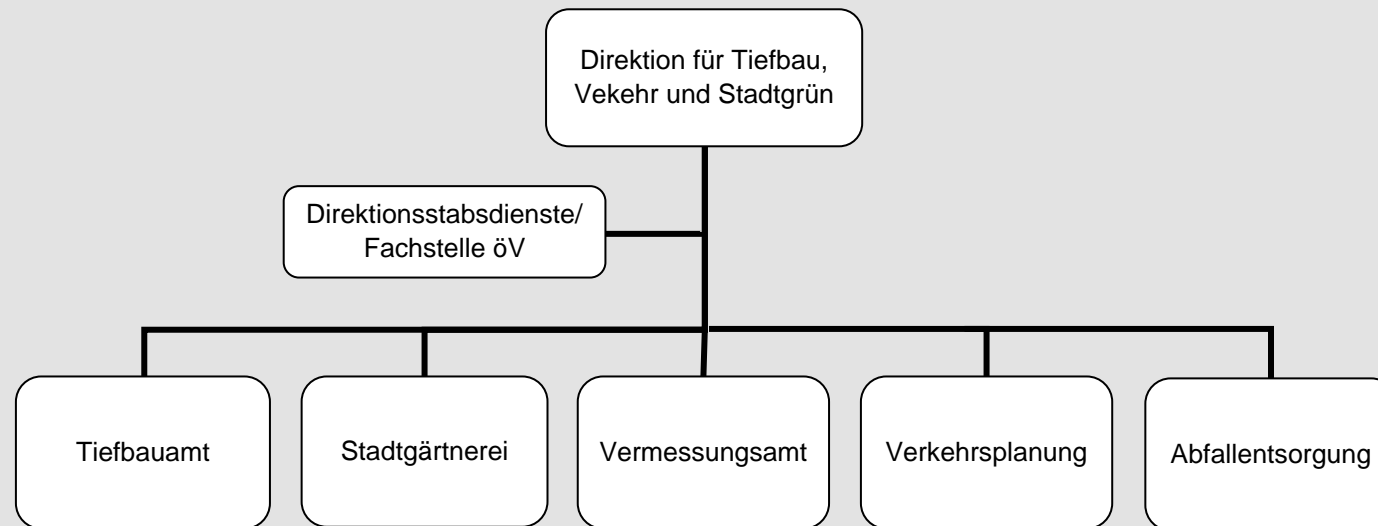 Direktion für Tiefbau,
Vekehr und Stadtgrün
Direktionsstabsdienste/
Fachstelle öV
Tiefbauamt
Stadtgärtnerei
Vermessungsamt
Verkehrsplanung
Abfallentsorgung